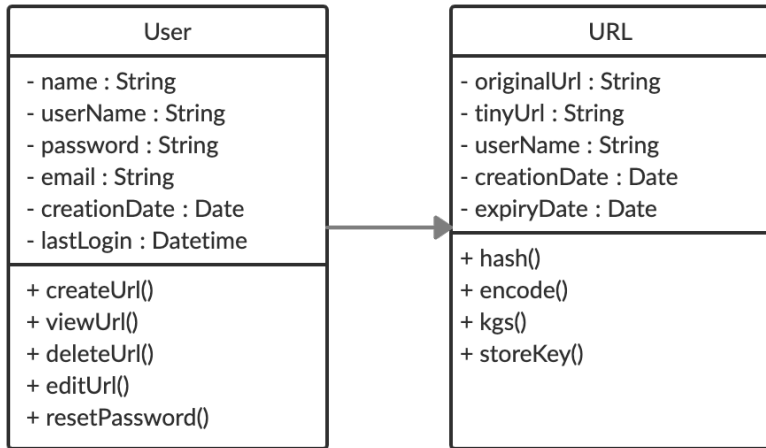 User
- name : String
- userName : String
- password : String
- email : String
- creationDate : Date
- lastLogin : Datetime
+ createUrl()
+ viewUrl()
+ deleteUrl()
+ editUrl()
+ resetPassword()
URL
- originalUrl : String
- tinyUrl : String
- userName : String
- creationDate : Date
- expiryDate : Date
+ hash()
+ encode()
+ kgs()
+ storeKey()